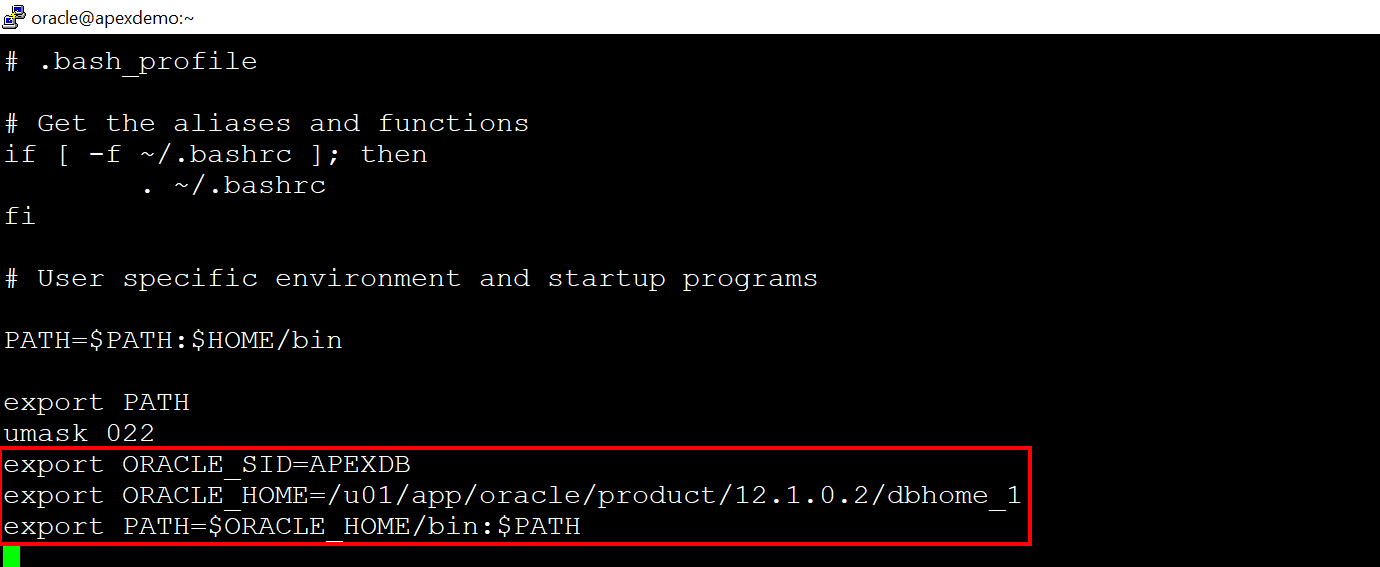 oracle@apexdemo:~
# .bash_profile
# Get the aliases and functions
if [ -f ~/.bashrc ]; then
        . ~/.bashrc
fi
# User specific environment and startup programs
PATH=$PATH:$HOME/bin
export PATH
umask 022
export ORACLE_SID=APEXDB
export ORACLE_HOME=/u01/app/oracle/product/12.1.0.2/dbhome_1
export PATH=$ORACLE_HOME/bin:$PATH